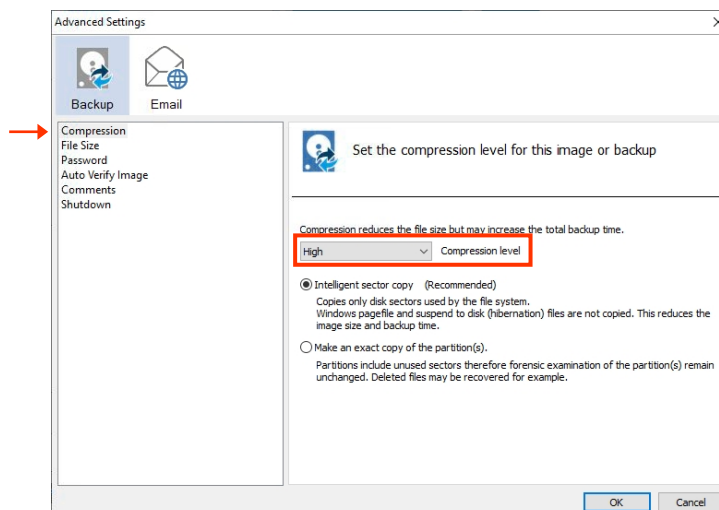 Advanced Settings
Backup
Email
Compression
File Size
Password
Auto Verify Image
Comments
Shutdown
Set the compression level for this image or backup
Compression reduces the file size but may increase the total backup time.
High
Compression level
Intelligent sector copy (Recommended)
Copies only disk sectors used by the file system.
Windows pagefile and suspend to disk (hibernation) files are not copied. This reduces the
image size and backup time.
Make an exact copy of the partition(s).
Partitions include unused sectors therefore forensic examination of the partition(s) remain
unchanged. Deleted files may be recovered for example.
OK
Cancel